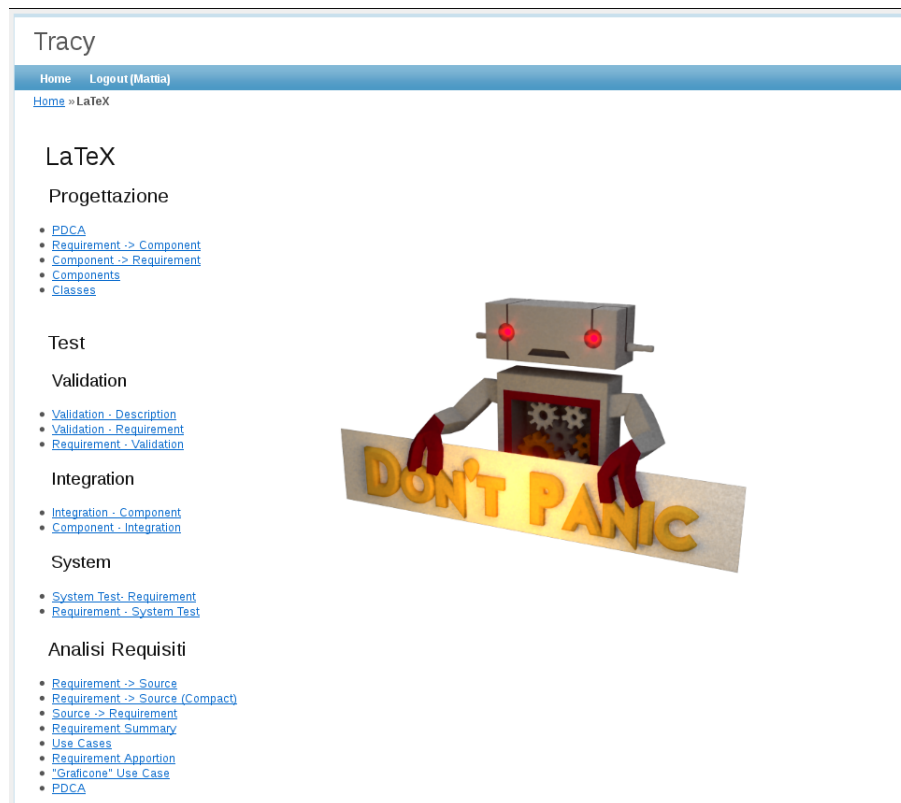 Tracy
Home Logout (Mattia)
Home » LaTeX
LaTeX
Progettazione
PDCA
Requirement -> Component
Component -> Requirement
Components
Classes
Test
Validation
Validation - Description
Validation - Requirement
Requirement - Validation
Integration
Integration - Component
Component - Integration
System
System Test- Requirement
Requirement - System Test
Analisi Requisiti
Requirement -> Source
Requirement -> Source (Compact)
Source -> Requirement
Requirement Summary
Use Cases
Requirement Apportion
"Graficone" Use Case
PDCA
DON'T PANIC